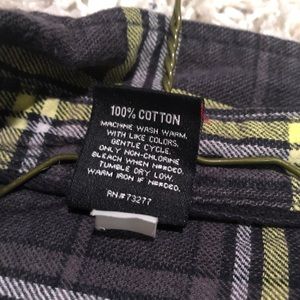 100% COTTON
MACHINE WASH WARM,
WITH LIKE COLORS,
GENTLE CYCLE.
ONLY NON-CHLORINE
BLEACH WHEN NEEDED
TUMBLE DRY LOW.
WARM IRON IF NEEDED.
RN# 73277